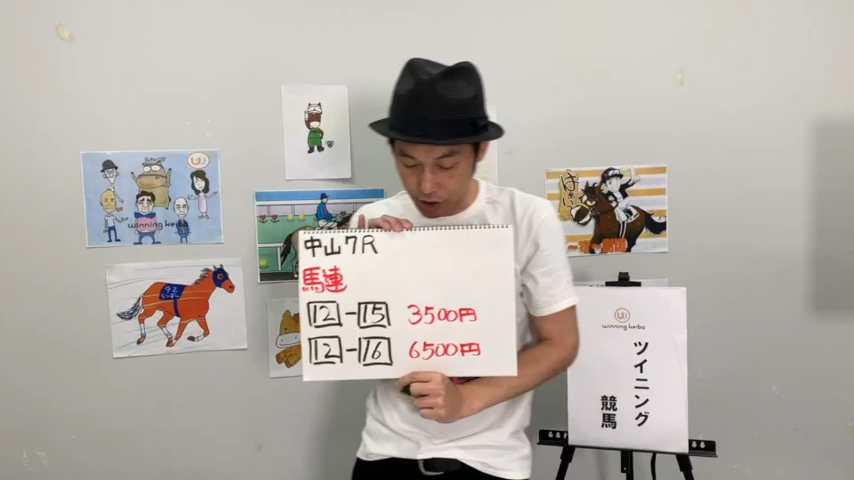 中山7R
馬連
12-15 3500円
12-16 6500円
winning keiba
winning keiba
ツイニング
競馬